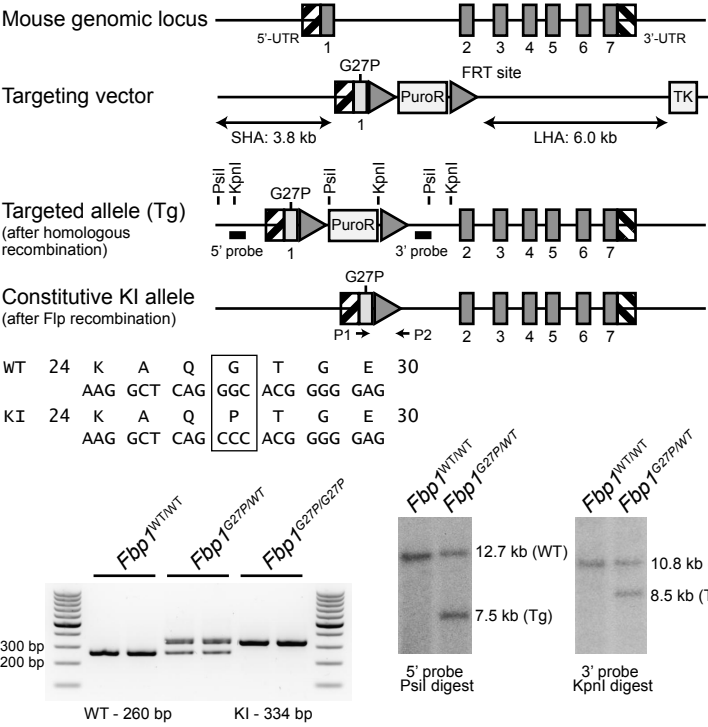 Mouse genomic locus
5'-UTR
3'-UTR
1 2 3 4 5 6 7
G27P
FRT site
Targeting vector
PuroR
TK
1
SHA: 3.8 kb
LHA: 6.0 kb
PsiI
KpnI
PsiI
KpnI
PsiI
KpnI
G27P
Targeted allele (Tg)
PuroR
(after homologous
recombination)
5' probe
1
3' probe
2 3 4 5 6 7
G27P
Constitutive KI allele
(after Flp recombination)
P1
P2
2 3 4 5 6 7
WT 24 K A Q G T G E 30
AAG GCT CAG GGC ACG GGG GAG
KI 24 K A Q P T G E 30
AAG GCT CAG CCC ACG GGG GAG
Fbp1WT/WT
Fbp1G27P/WT
Fbp1G27P/G27P
300 bp
200 bp
WT - 260 bp
KI - 334 bp
Fbp1WT/WT
Fbp1G27P/WT
12.7 kb (WT)
7.5 kb (Tg)
5' probe
PsiI digest
Fbp1WT/WT
Fbp1G27P/WT
10.8 kb
8.5 kb (T
3' probe
KpnI digest